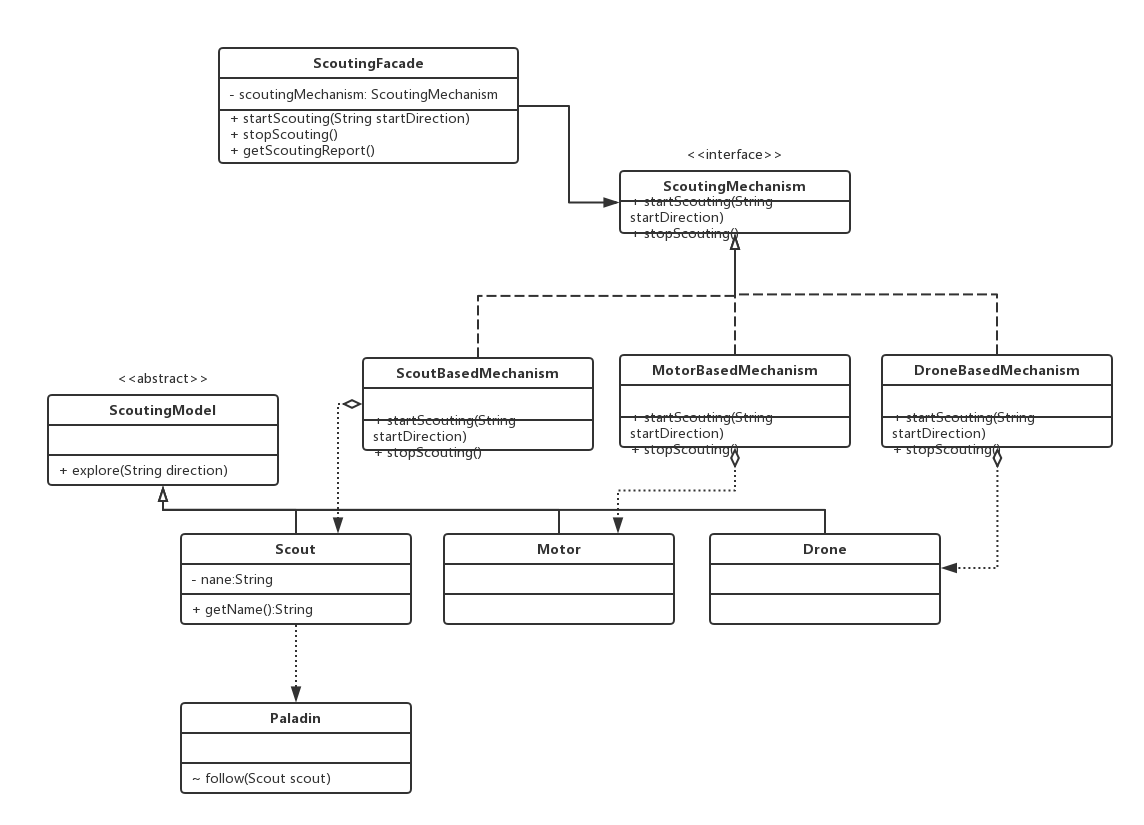 ScoutingFacade
- scoutingMechanism: ScoutingMechanism
+ startScouting(String startDirection)
+ stopScouting()
+ getScoutingReport()
<<interface>>
ScoutingMechanism
+ startScouting(String
startDirection)
+ stopScouting()
ScoutBasedMechanism
+ startScouting(String
startDirection)
+ stopScouting()
MotorBasedMechanism
+ startScouting(String
startDirection)
+ stopScouting()
DroneBasedMechanism
+ startScouting(String
startDirection)
+ stopScouting()
<<abstract>>
ScoutingModel
+ explore(String direction)
Scout
- nane:String
+ getName():String
Motor
Drone
Paladin
~ follow(Scout scout)